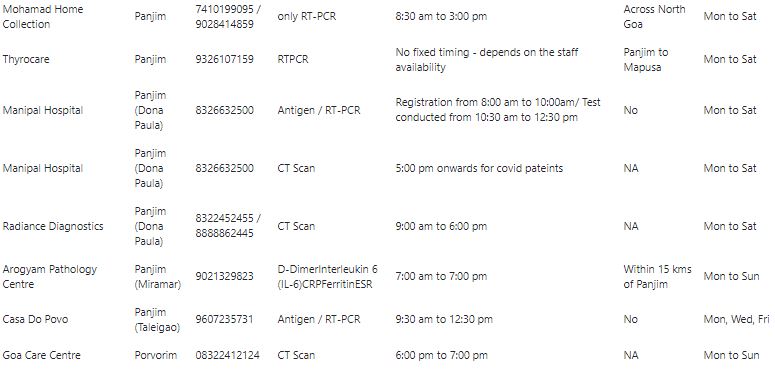 Mohamad Home Collection | Panjim | 7410199095 / 9028414859 | only RT-PCR | 8:30 am to 3:00 pm | Across North Goa | Mon to Sat
Thyrocare | Panjim | 9326107159 | RTPCR | No fixed timing - depends on the staff availability | Panjim to Mapusa | Mon to Sat
Manipal Hospital | Panjim (Dona Paula) | 8326632500 | Antigen / RT-PCR | Registration from 8:00 am to 10:00am/ Test conducted from 10:30 am to 12:30 pm | No | Mon to Sat
Manipal Hospital | Panjim (Dona Paula) | 8326632500 | CT Scan | 5:00 pm onwards for covid pateints | NA | Mon to Sat
Radiance Diagnostics | Panjim (Dona Paula) | 8322452455 / 8888862445 | CT Scan | 9:00 am to 6:00 pm | NA | Mon to Sat
Arogyam Pathology Centre | Panjim (Miramar) | 9021329823 | D-DimerInterleukin 6 (IL-6)CRPFerritinESR | 7:00 am to 7:00 pm | Within 15 kms of Panjim | Mon to Sun
Casa Do Povo | Panjim (Taleigao) | 9607235731 | Antigen / RT-PCR | 9:30 am to 12:30 pm | No | Mon, Wed, Fri
Goa Care Centre | Porvorim | 08322412124 | CT Scan | 6:00 pm to 7:00 pm | NA | Mon to Sun